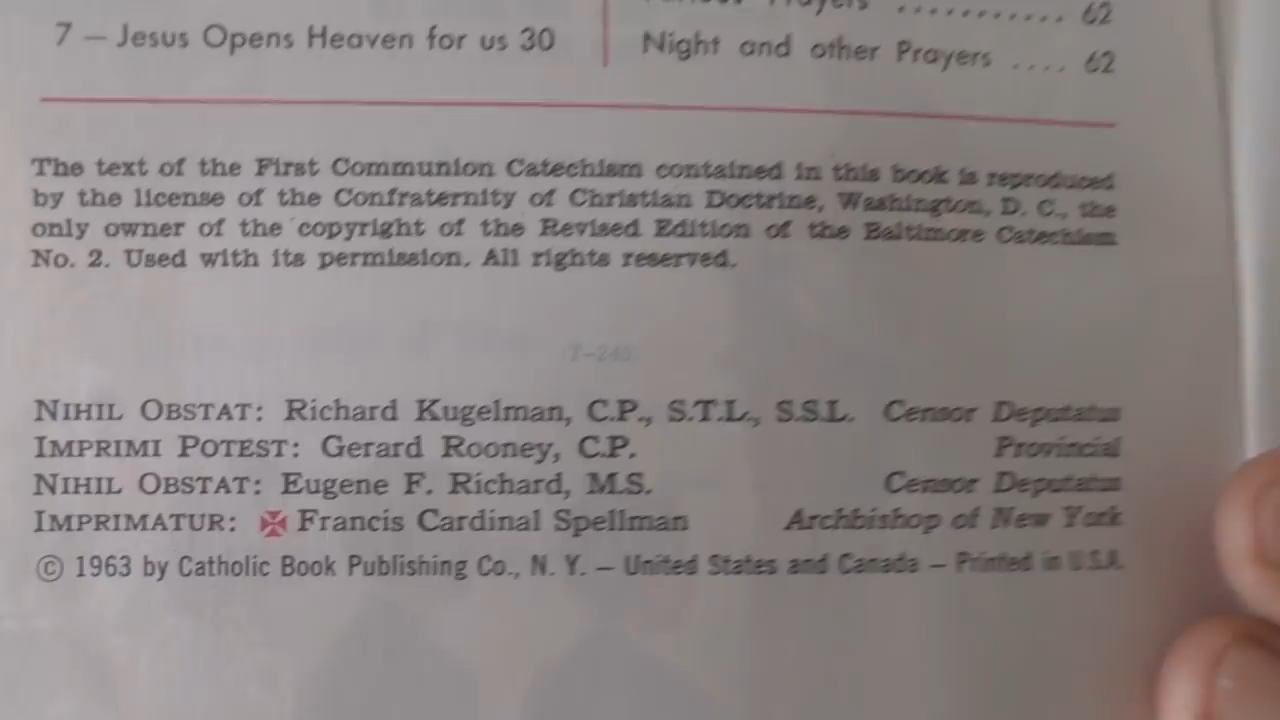 7 — Jesus Opens Heaven for us 30
Prayers ............ 62
Night and other Prayers .... 62
The text of the First Communion Catechism contained in this book is reproduced
by the license of the Confraternity of Christian Doctrine, Washington, D. C., the
only owner of the copyright of the Revised Edition of the Baltimore Catechism
No. 2. Used with its permission. All rights reserved.
NIHIL OBSTAT: Richard Kugelman, C.P., S.T.L., S.S.L. Censor Deputatus
IMPRIMI POTEST: Gerard Rooney, C.P. Provincial
NIHIL OBSTAT: Eugene F. Richard, M.S. Censor Deputatus
IMPRIMATUR: ✠ Francis Cardinal Spellman Archbishop of New York
© 1963 by Catholic Book Publishing Co., N. Y. — United States and Canada — Printed in U.S.A.